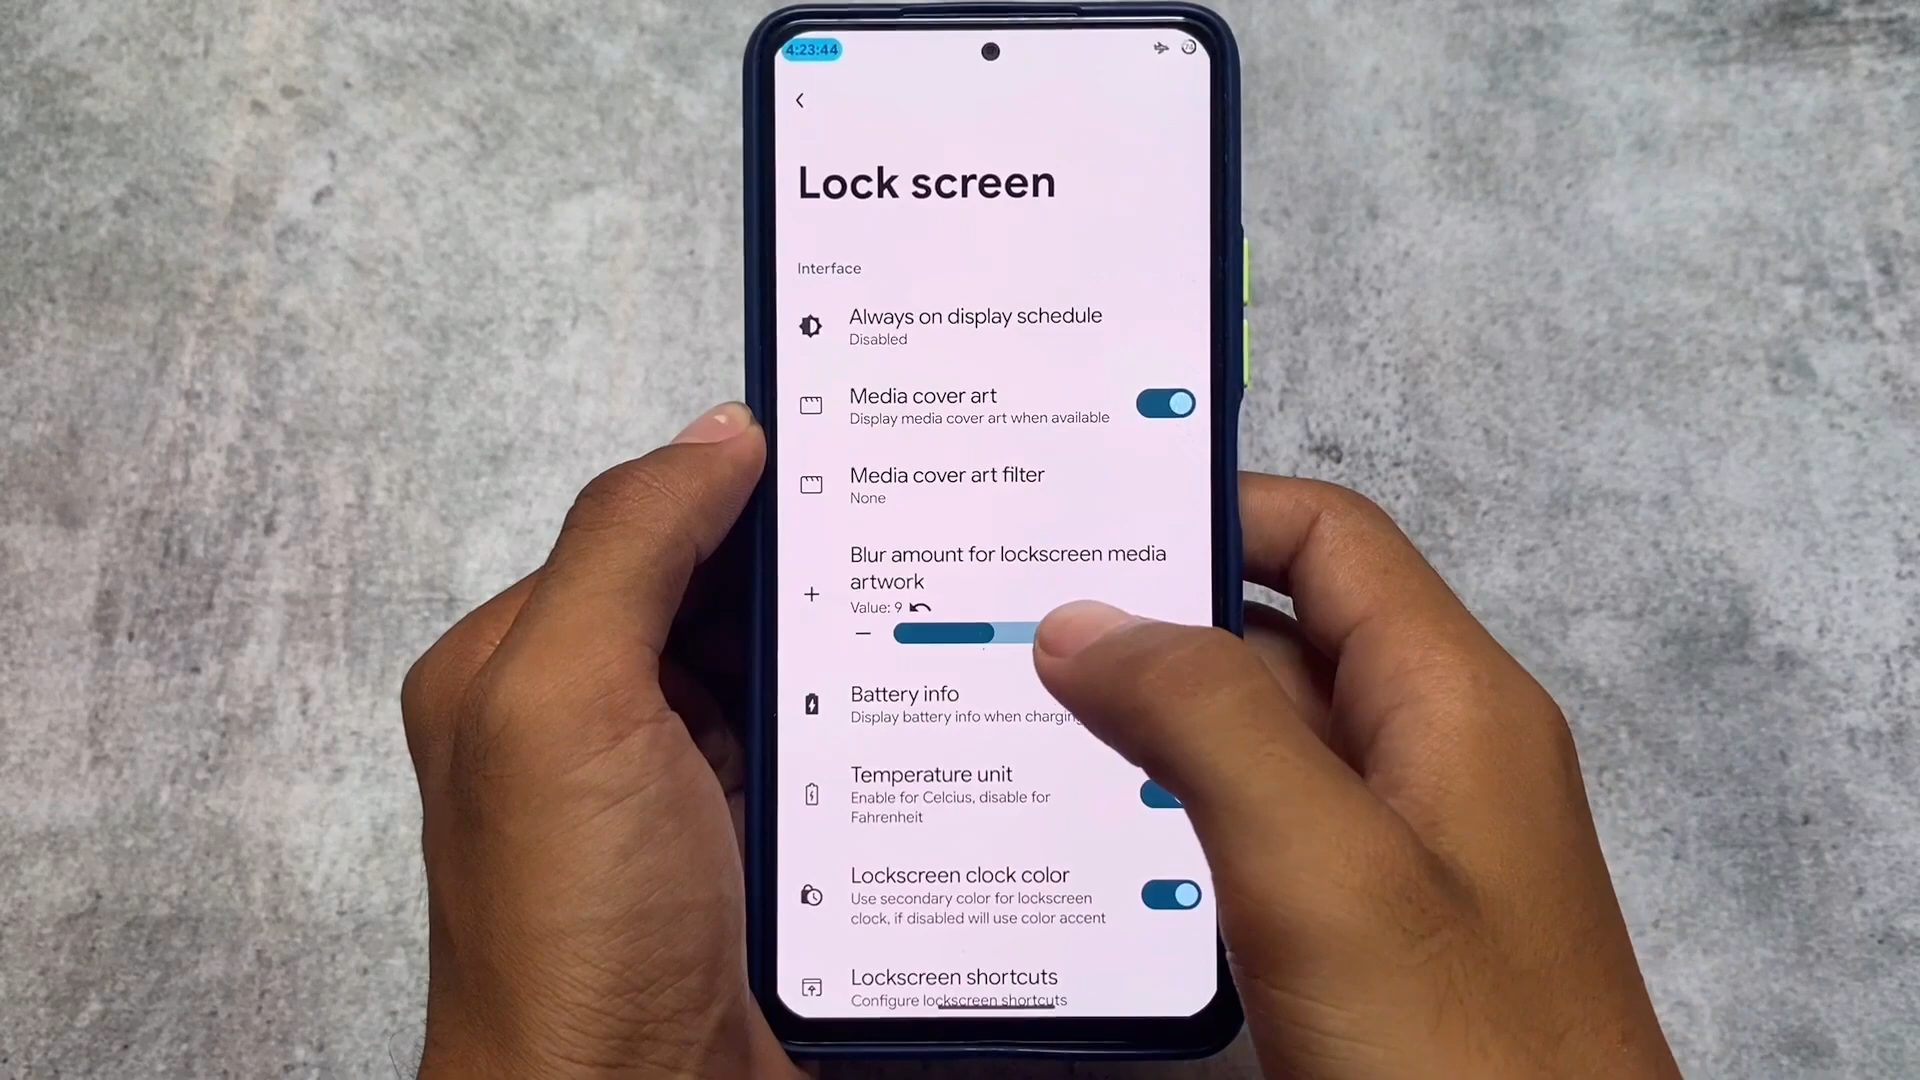 4:23:44
74
Lock screen
Interface
Always on display schedule
Disabled
Media cover art
Display media cover art when available
Media cover art filter
None
Blur amount for lockscreen media
artwork
Value: 9
Battery info
Display battery info when charging
Temperature unit
Enable for Celcius, disable for
Fahrenheit
Lockscreen clock color
Use secondary color for lockscreen
clock, if disabled will use color accent
Lockscreen shortcuts
Configure lockscreen shortcuts